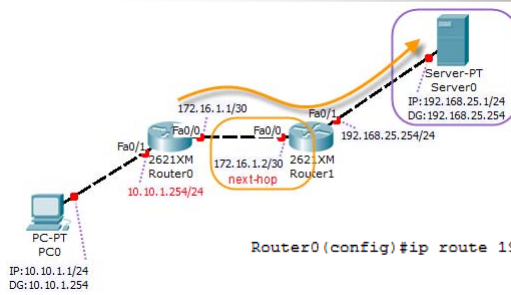 Server-PT
Server0
IP:192.168.25.1/24
DG:192.168.25.254
172.16.1.1/30
Fa0/1
Fa0/0
Fa0/0
192.168.25.254/24
Fa0/1
2621XM
Router0
172.16.1.2/30
next-hop
2621XM
Router1
10.10.1.254/24
PC-PT
PC0
IP:10.10.1.1/24
DG:10.10.1.254
Router0(config)#ip route 19